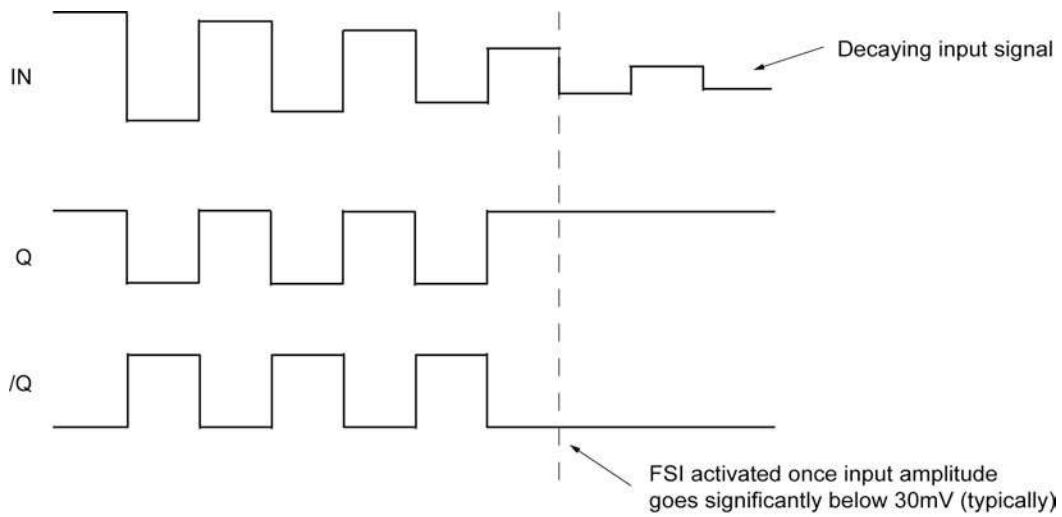 IN
Decaying input signal
Q
/Q
FSI activated once input amplitude
goes significantly below 30mV (typically)